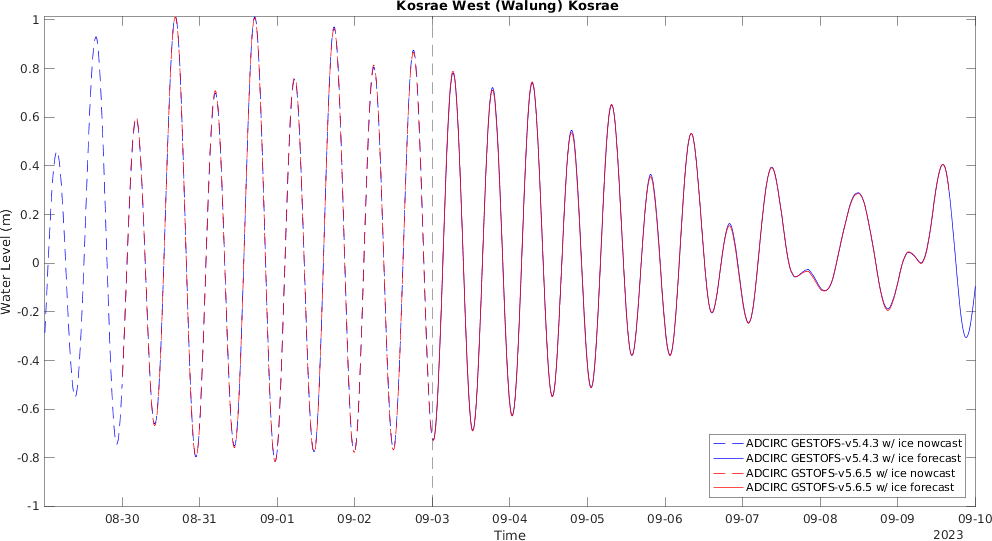 Kosrae West (Walung) Kosrae
1
0.8
0.6
0.4
0.2
0
-0.2
-0.4
-0.6
-0.8
-1
Water Level (m)
08-30 08-31 09-01 09-02 09-03 09-04 09-05 09-06 09-07 09-08 09-09 09-10
Time
2023
ADCIRC GESTOFS-v5.4.3 w/ ice nowcast
ADCIRC GESTOFS-v5.4.3 w/ ice forecast
ADCIRC GSTOFS-v5.6.5 w/ ice nowcast
ADCIRC GSTOFS-v5.6.5 w/ ice forecast